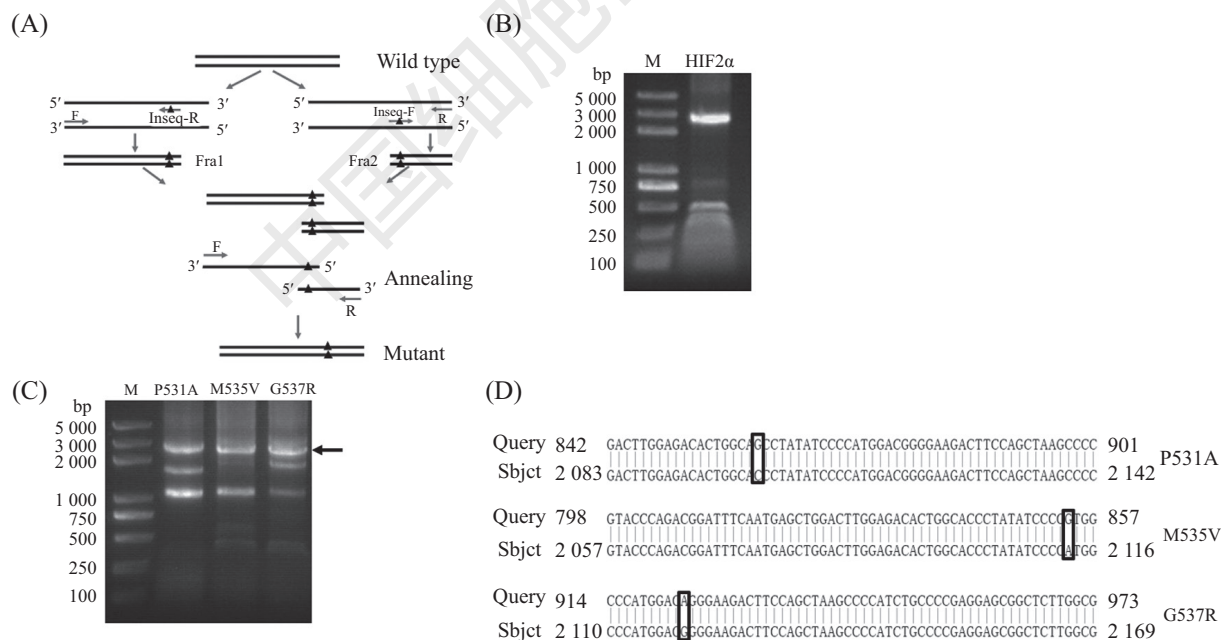 (A)
Wild type
5′ 3′ 5′ 3′
F Inseq-R Inseq-F R
3′ 5′ 3′ 5′
Fra1 Fra2
F
3′ 5′
Annealing
5′ 3′
R
Mutant
(B)
M HIF2α
bp
5 000
3 000
2 000
1 000
750
500
250
100
(C)
M P531A M535V G537R
bp
5 000
3 000
2 000
1 000
750
500
250
100
(D)
Query 842 GACTTGGAGACACTGGCAGCCTATATCCCCATGGACGGGGAAGACTTCCAGCTAAGCCCC 901
Sbjct 2 083 GACTTGGAGACACTGGCACCCTATATCCCCATGGACGGGGAAGACTTCCAGCTAAGCCCC 2 142
P531A
Query 798 GTACCCAGACGGATTTCAATGAGCTGGACTTGGAGACACTGGCACCCTATATCCCCGTGG 857
Sbjct 2 057 GTACCCAGACGGATTTCAATGAGCTGGACTTGGAGACACTGGCACCCTATATCCCCATGG 2 116
M535V
Query 914 CCCATGGACAGGGAAGACTTCCAGCTAAGCCCCATCTGCCCCGAGGAGCGGCTCTTGGCG 973
Sbjct 2 110 CCCATGGACGGGGAAGACTTCCAGCTAAGCCCCATCTGCCCCGAGGAGCGGCTCTTGGCG 2 169
G537R
中国细胞